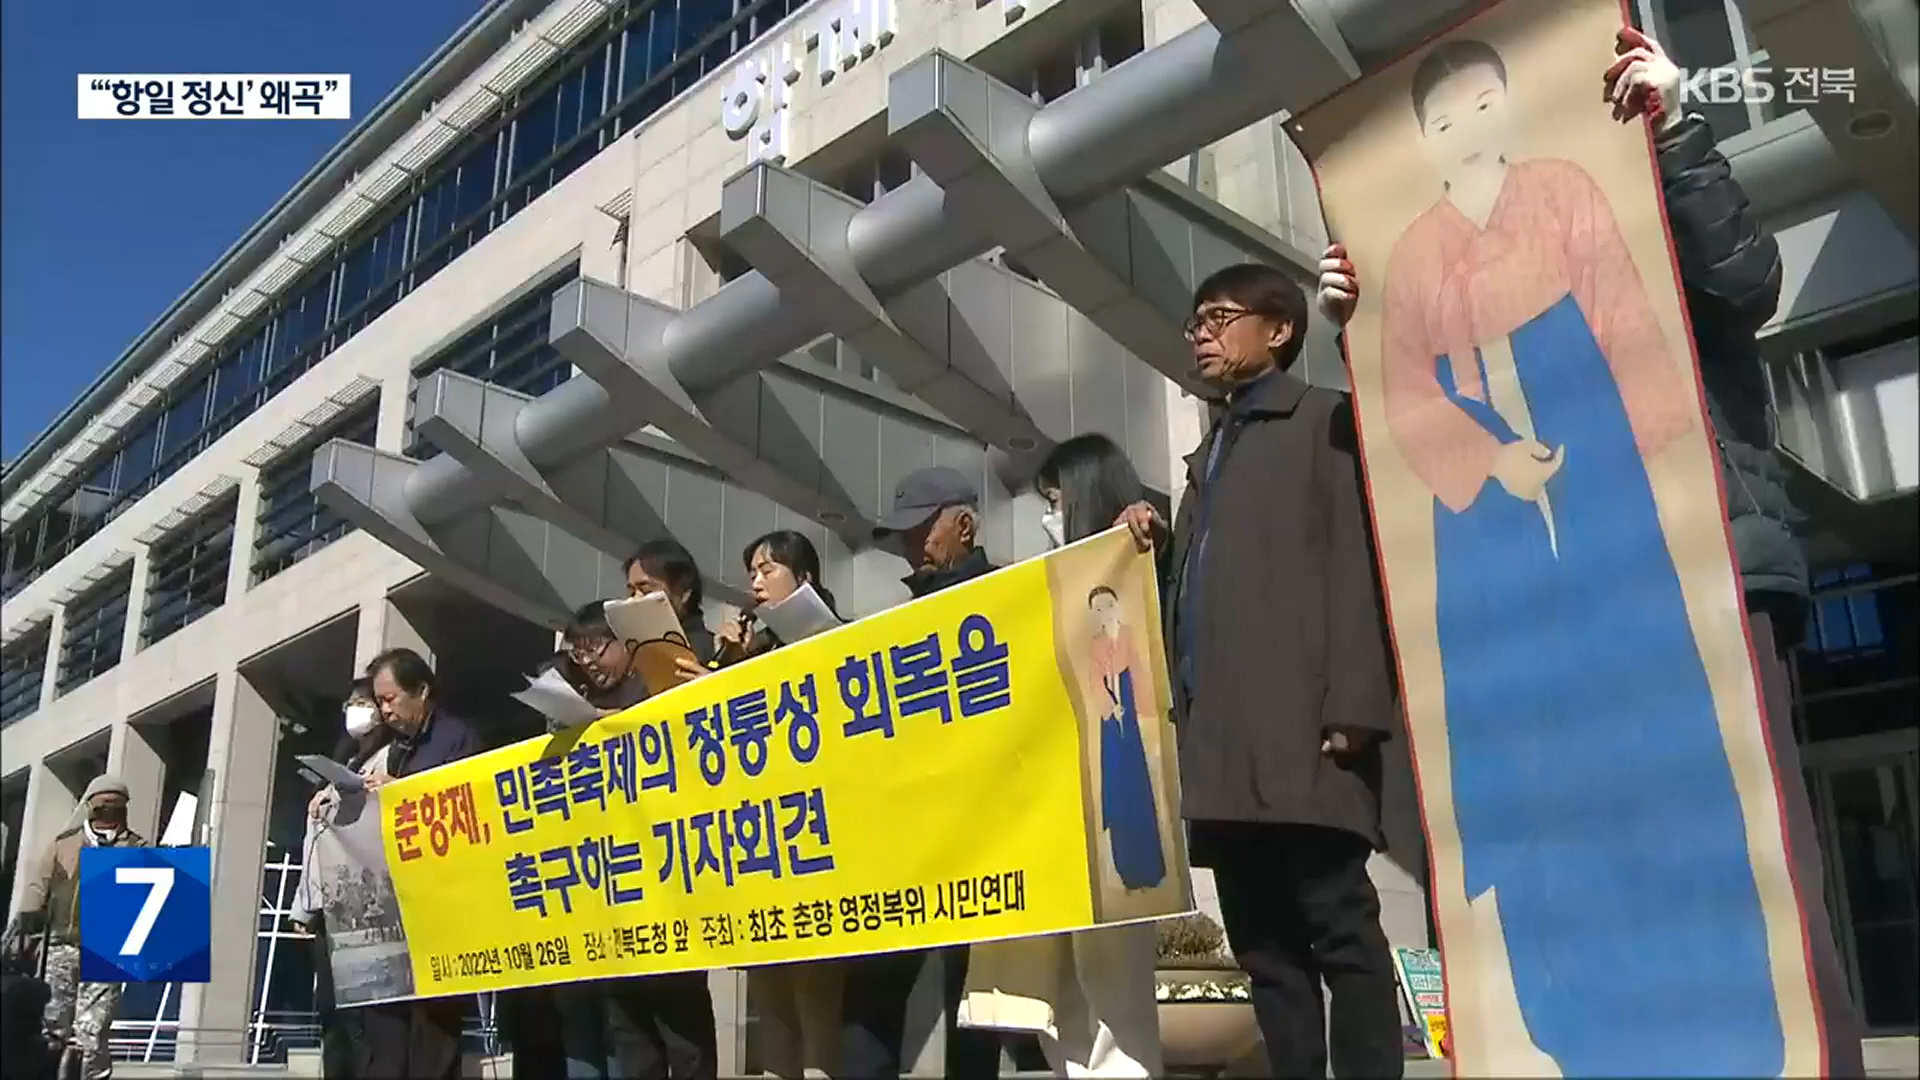 “‘항일 정신’ 왜곡”
KBS 전북
함께
춘향제, 민족축제의 정통성 회복을
촉구하는 기자회견
일시 : 2022년 10월 26일 장소 : 전북도청 앞 주최 : 최초 춘향 영정복위 시민연대
7
NEWS